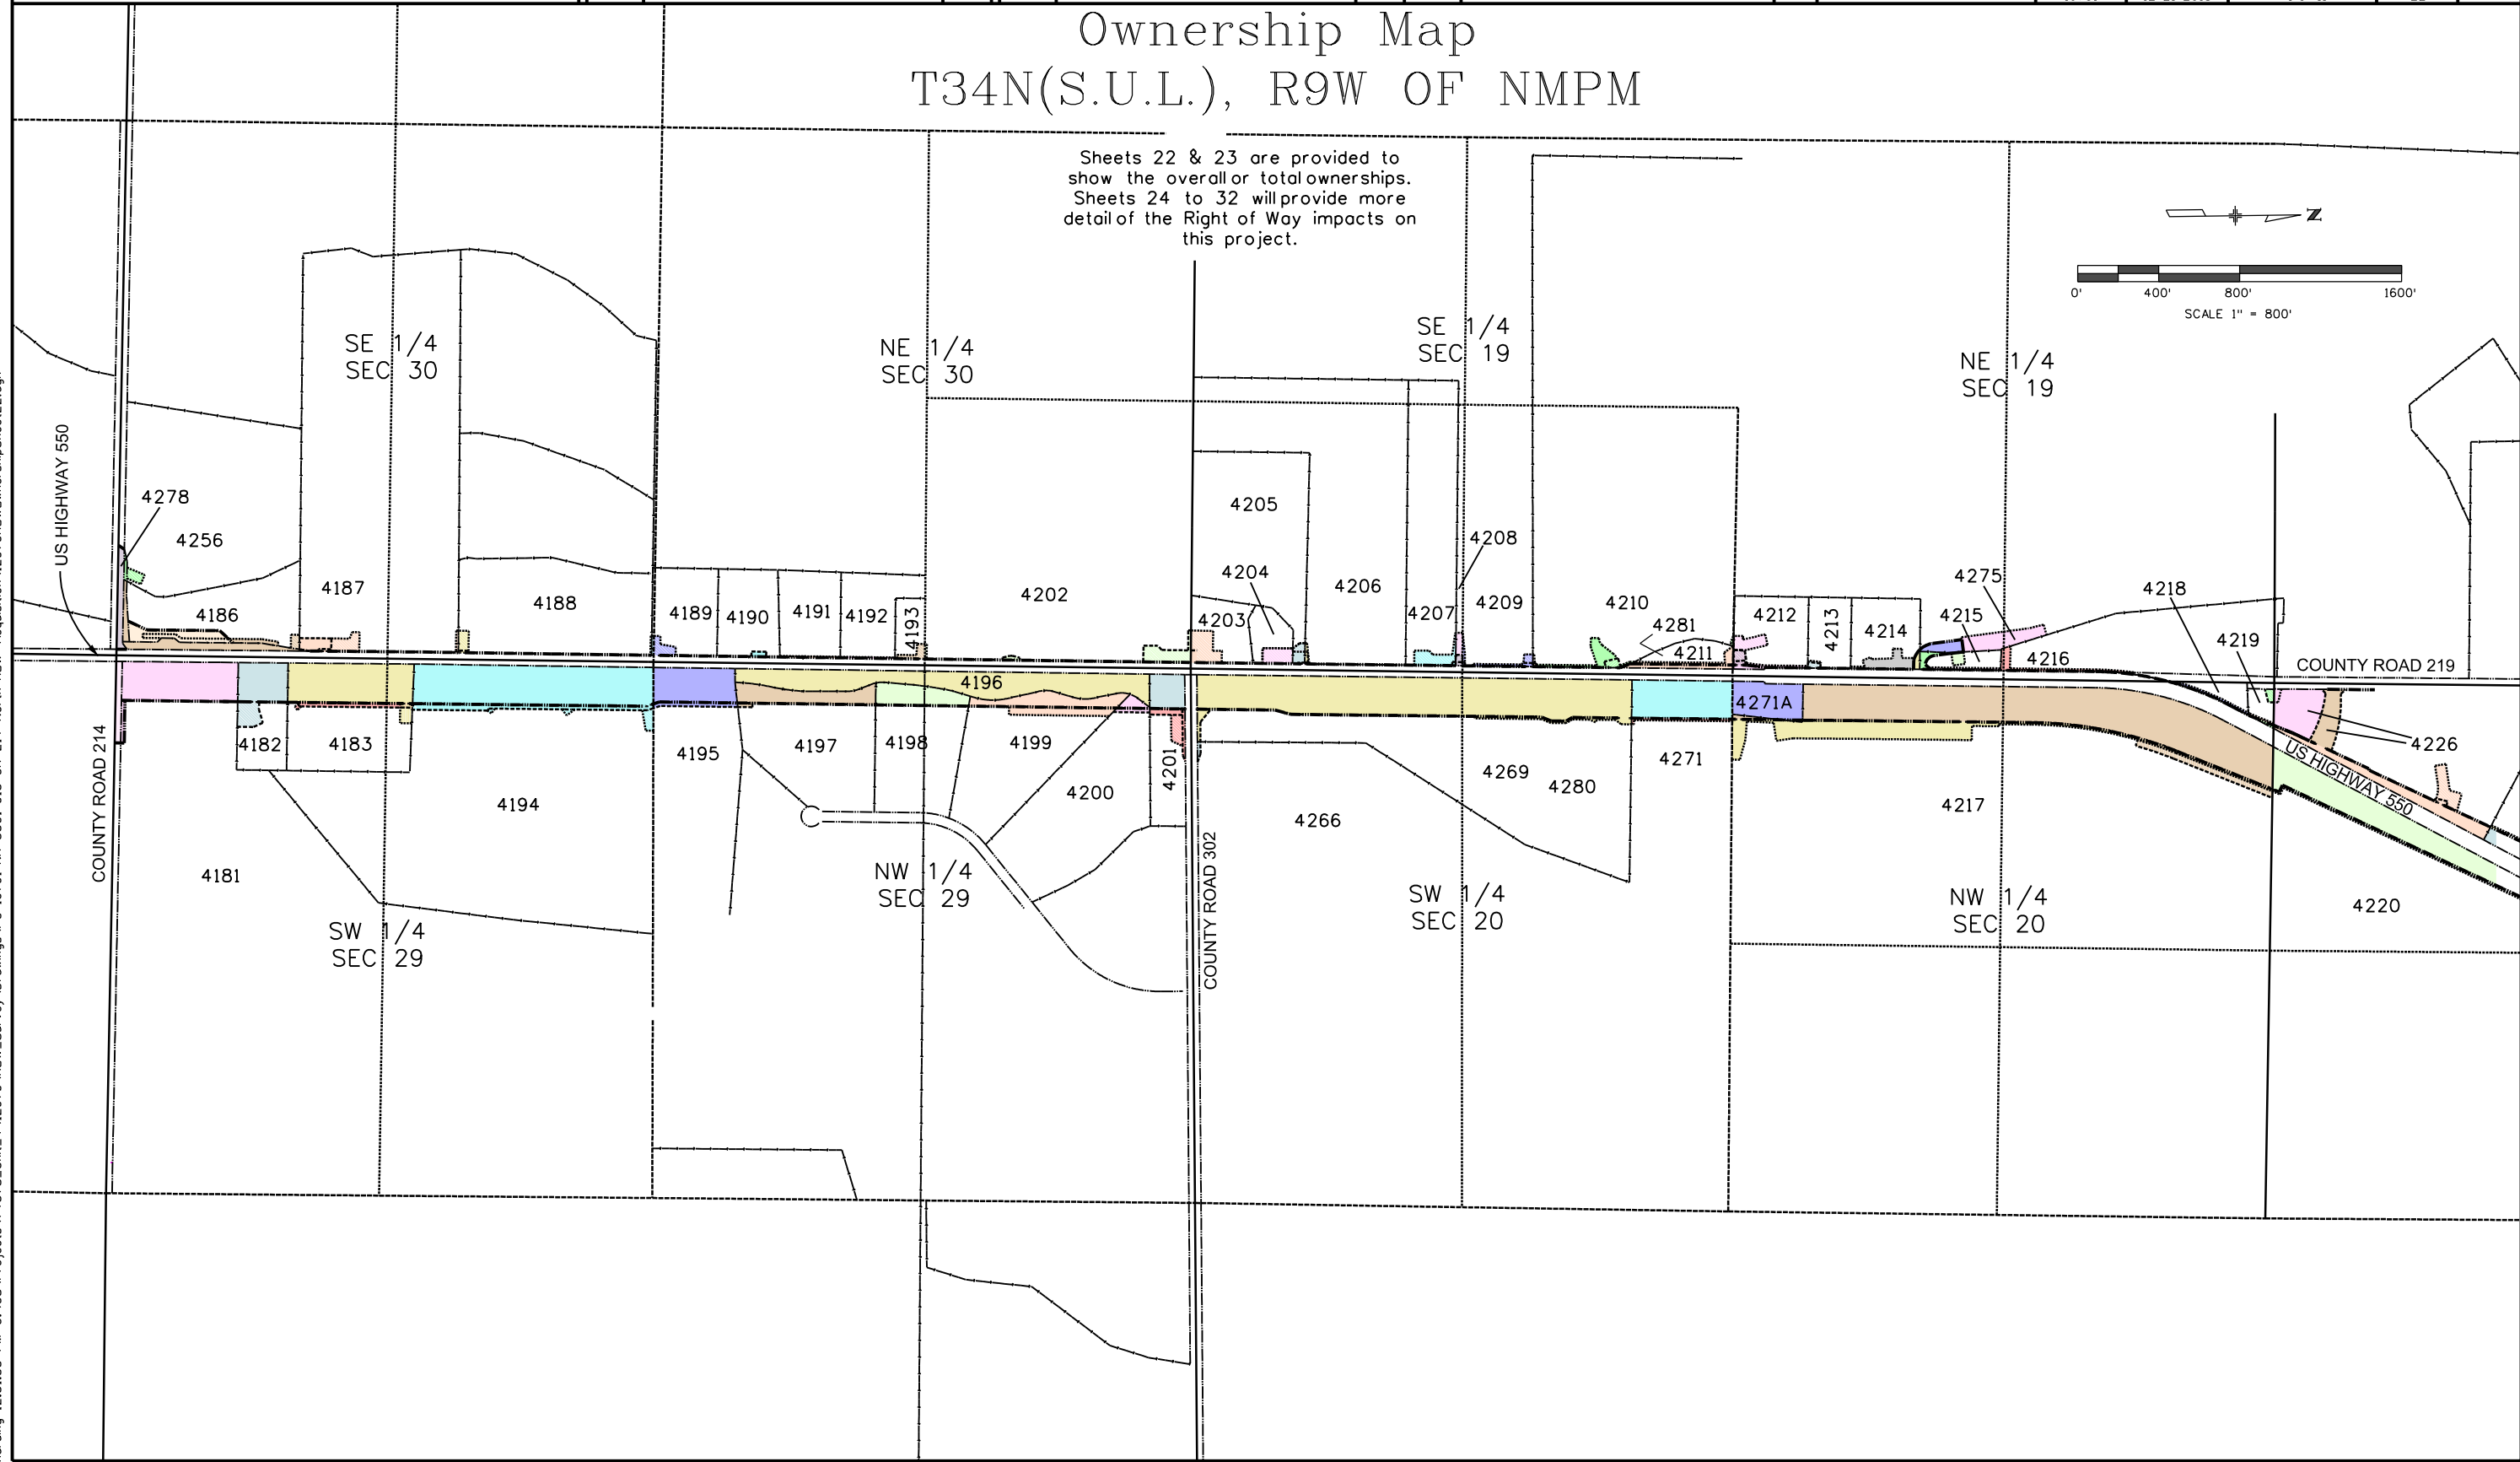 Ownership Map
T34N(S.U.L.), R9W OF NMPM
Sheets 22 & 23 are provided to
show the overall or total ownerships.
Sheets 24 to 32 will provide more
detail of the Right of Way impacts on
this project.
N
0' 400' 800' 1600'
SCALE 1" = 800'
SE 1/4
SEC 30
NE 1/4
SEC 30
SE 1/4
SEC 19
NE 1/4
SEC 19
US HIGHWAY 550
4278
4256
4186
4187
4188
4189
4190
4191
4192
4193
4202
4205
4204
4203
4206
4207
4208
4209
4210
4281
4211
4212
4213
4214
4275
4215
4216
4218
4219
COUNTY ROAD 219
4196
4271A
4226
US HIGHWAY 550
COUNTY ROAD 214
4182
4183
4181
4194
4195
4197
4198
4199
4200
4201
COUNTY ROAD 302
4266
4269
4280
4271
4217
4220
SW 1/4
SEC 29
NW 1/4
SEC 29
SW 1/4
SEC 20
NW 1/4
SEC 20